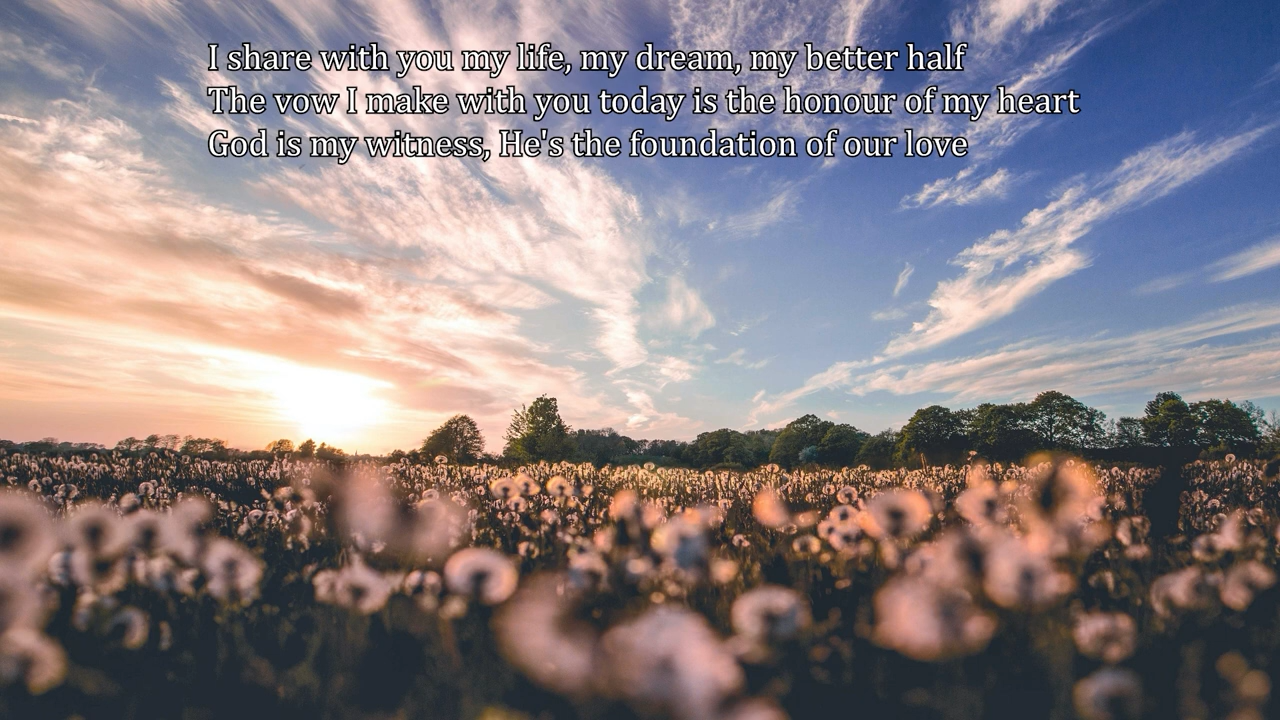 I share with you my life, my dream, my better half
The vow I make with you today is the honour of my heart
God is my witness, He's the foundation of our love